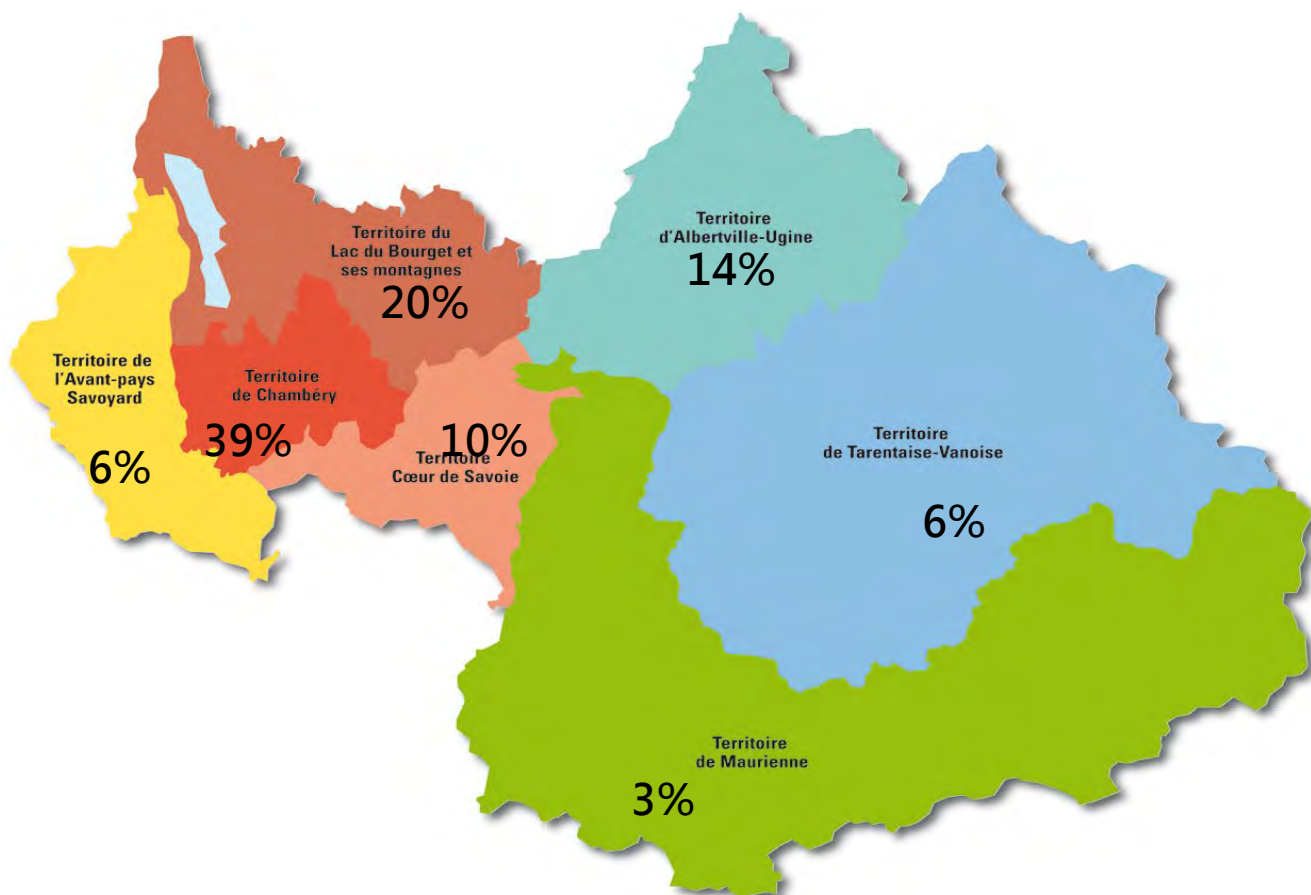 Territoire
d'Albertville-Ugine
14%
Territoire du
Lac du Bourget et
ses montagnes
20%
Territoire de
l'Avant-pays
Savoyard
6%
Territoire
de Chambéry
39%
10%
Territoire
Cœur de Savoie
Territoire
de Tarentaise-Vanoise
6%
Territoire
de Maurienne
3%